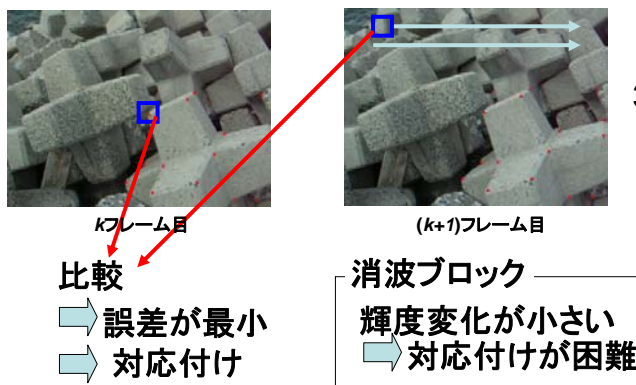 kフレーム目
(k+1)フレーム目
比較
誤差が最小
対応付け
消波ブロック
輝度変化が小さい
対応付けが困難